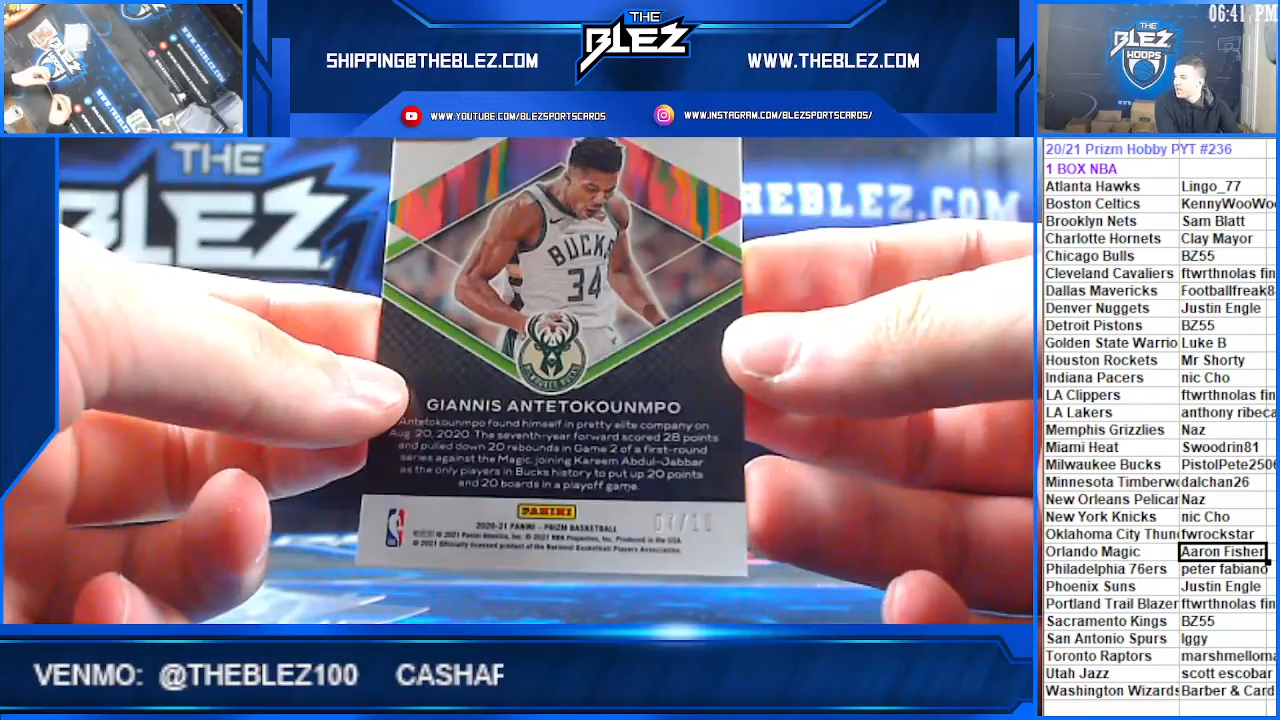 THE
BLEZ
SHIPPING@THEBLEZ.COM
WWW.THEBLEZ.COM
WWW.YOUTUBE.COM/BLEZSPORTSCARDS
WWW.INSTAGRAM.COM/BLEZSPORTSCARDS/
06:41 PM
THE
BLEZ
HOOPS
THE
BLEZ
THEBLEZ.COM
BUCKS
34
MILWAUKEE BUCKS
GIANNIS ANTETOKOUNMPO
Antetokounmpo found himself in pretty elite company on
Aug. 20, 2020. The seventh-year forward scored 28 points
and pulled down 20 rebounds in Game 2 of a first-round
series against the Magic, joining Kareem Abdul-Jabbar
as the only players in Bucks history to put up 20 points
and 20 boards in a playoff game.
PANINI
2020-21 PANINI - PRIZM BASKETBALL
© 2021 Panini America, Inc. © 2021 NBA Properties, Inc. Produced in the USA
© 2021 Officially licensed product of the National Basketball Players Association.
07/10
NBA
20/21 Prizm Hobby PYT #236
1 BOX NBA
Atlanta Hawks Lingo_77
Boston Celtics KennyWooWoo
Brooklyn Nets Sam Blatt
Charlotte Hornets Clay Mayor
Chicago Bulls BZ55
Cleveland Cavaliers ftwrthnolas fin
Dallas Mavericks Footballfreak8
Denver Nuggets Justin Engle
Detroit Pistons BZ55
Golden State Warrio Luke B
Houston Rockets Mr Shorty
Indiana Pacers nic Cho
LA Clippers ftwrthnolas fin
LA Lakers anthony ribeca
Memphis Grizzlies Naz
Miami Heat Swoodrin81
Milwaukee Bucks PistolPete2500
Minnesota Timberwo dalchan26
New Orleans Pelican Naz
New York Knicks nic Cho
Oklahoma City Thun fwrockstar
Orlando Magic Aaron Fisher
Philadelphia 76ers peter fabiano
Phoenix Suns Justin Engle
Portland Trail Blazer ftwrthnolas fin
Sacramento Kings BZ55
San Antonio Spurs Iggy
Toronto Raptors marshmelloma
Utah Jazz scott escobar
Washington Wizards Barber & Card
VENMO: @THEBLEZ100 CASHAP